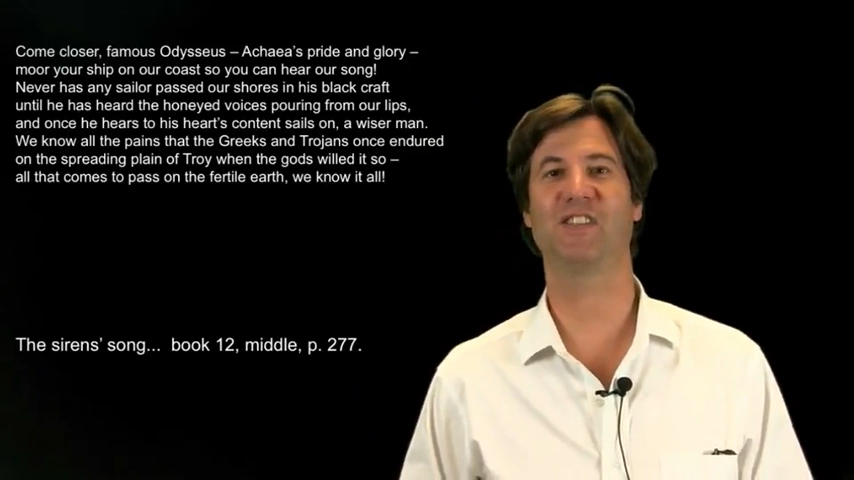 Come closer, famous Odysseus – Achaea's pride and glory –
moor your ship on our coast so you can hear our song!
Never has any sailor passed our shores in his black craft
until he has heard the honeyed voices pouring from our lips,
and once he hears to his heart's content sails on, a wiser man.
We know all the pains that the Greeks and Trojans once endured
on the spreading plain of Troy when the gods willed it so –
all that comes to pass on the fertile earth, we know it all!
The sirens' song... book 12, middle, p. 277.